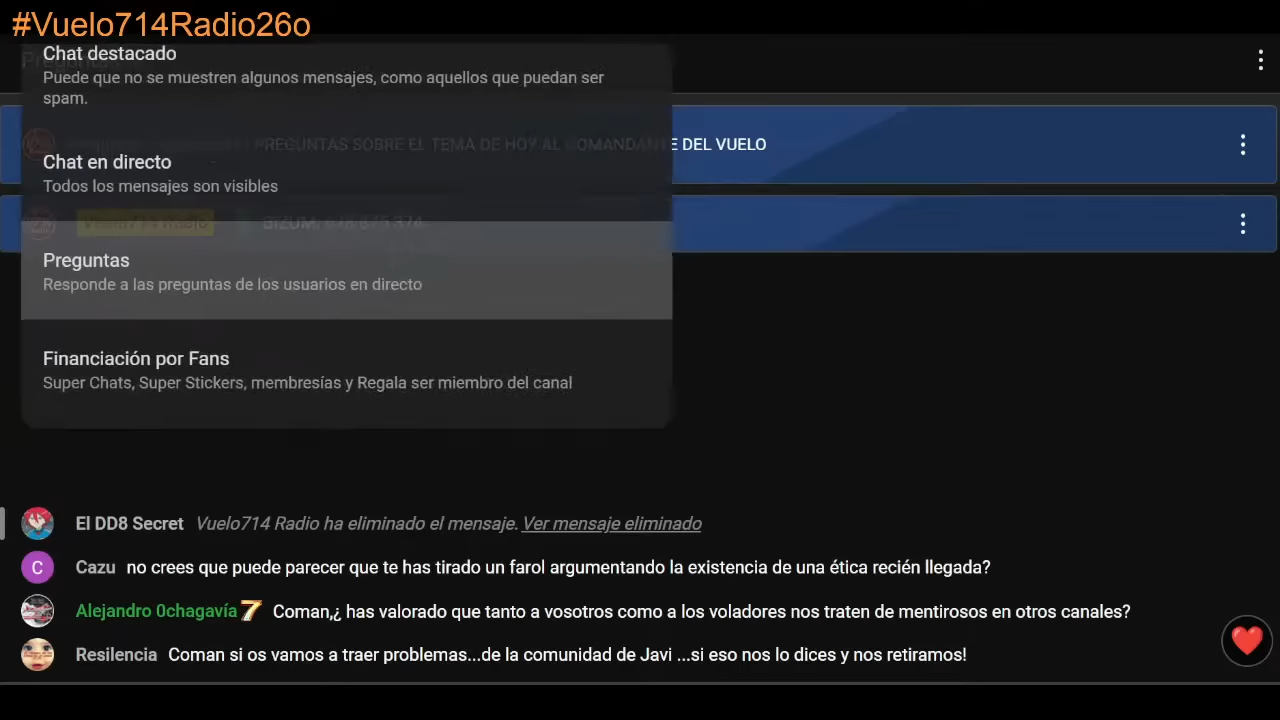 #Vuelo714Radio26o
Chat destacado
Puede que no se muestren algunos mensajes, como aquellos que puedan ser
spam.
PREGUNTAS SOBRE EL TEMA DE HOY AL COMANDANTE DEL VUELO
Chat en directo
Todos los mensajes son visibles
Vuelo714 Radio BIZUM:
Preguntas
Responde a las preguntas de los usuarios en directo
Financiación por Fans
Super Chats, Super Stickers, membresías y Regala ser miembro del canal
El DD8 Secret Vuelo714 Radio ha eliminado el mensaje. Ver mensaje eliminado
C Cazu no crees que puede parecer que te has tirado un farol argumentando la existencia de una ética recién llegada?
Alejandro 0chagavía 7 Coman,¿ has valorado que tanto a vosotros como a los voladores nos traten de mentirosos en otros canales?
Resilencia Coman si os vamos a traer problemas...de la comunidad de Javi ...si eso nos lo dices y nos retiramos!